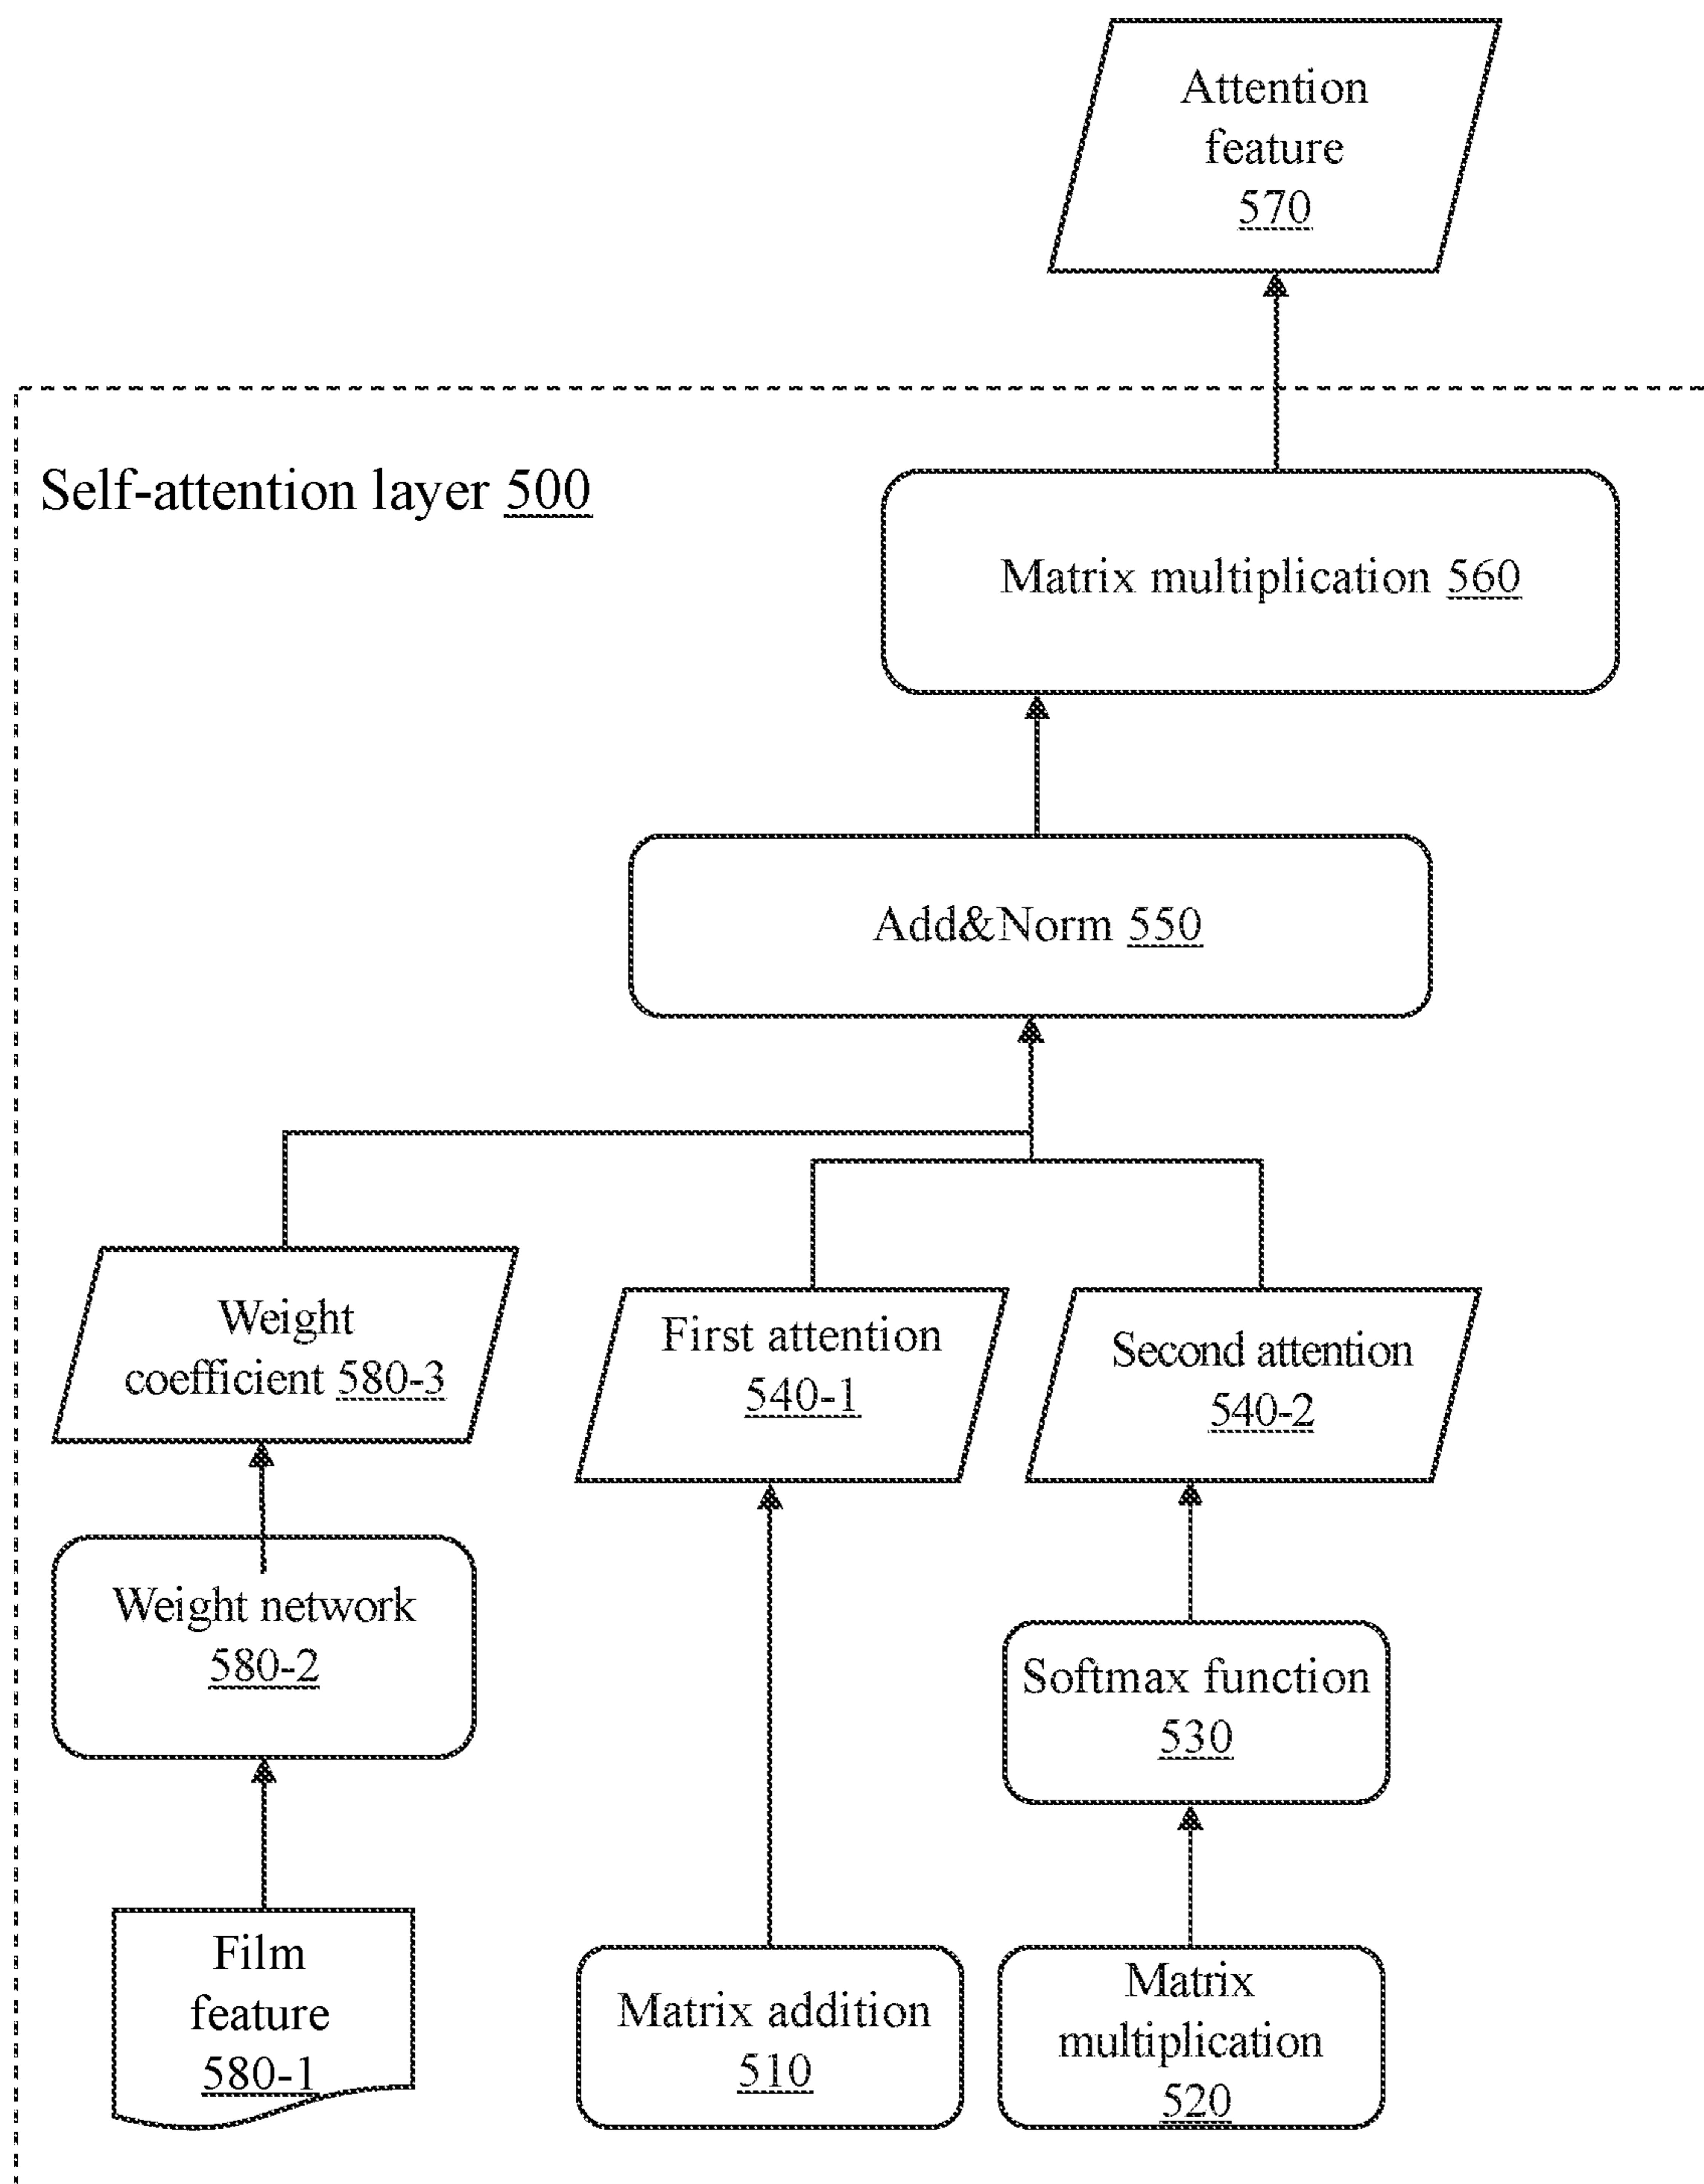 Attention
feature
570
Self-attention layer 500
Matrix multiplication 560
Add&Norm 550
Weight
coefficient 580-3
First attention
540-1
Second attention
540-2
Weight network
580-2
Softmax function
530
Film
feature
580-1
Matrix addition
510
Matrix
multiplication
520